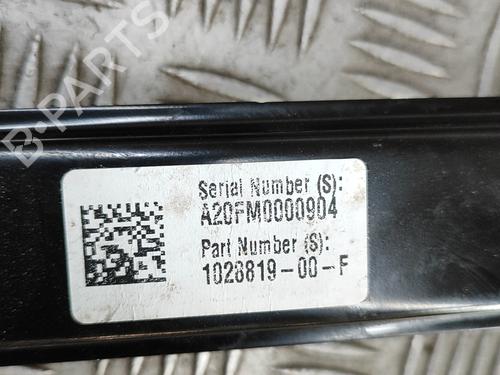 B-PARTS
Serial Number (S):
A20FM0000904
Part Number (S):
1028819-00-F